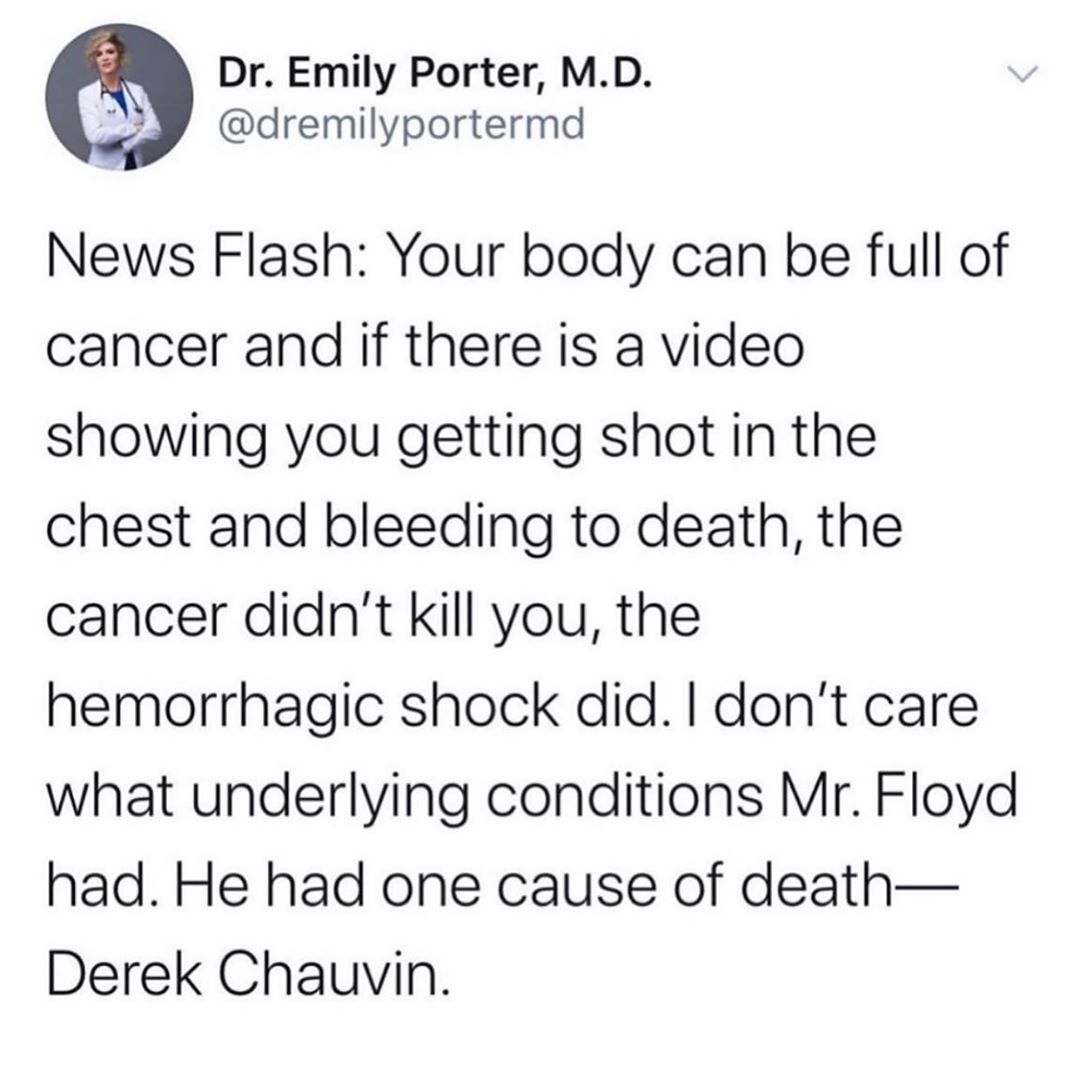 Dr. Emily Porter, M.D.
@dremilyportermd
News Flash: Your body can be full of
cancer and if there is a video
showing you getting shot in the
chest and bleeding to death, the
cancer didn’t kill you, the
hemorrhagic shock did. I don’t care
what underlying conditions Mr. Floyd
had. He had one cause of death—
Derek Chauvin.